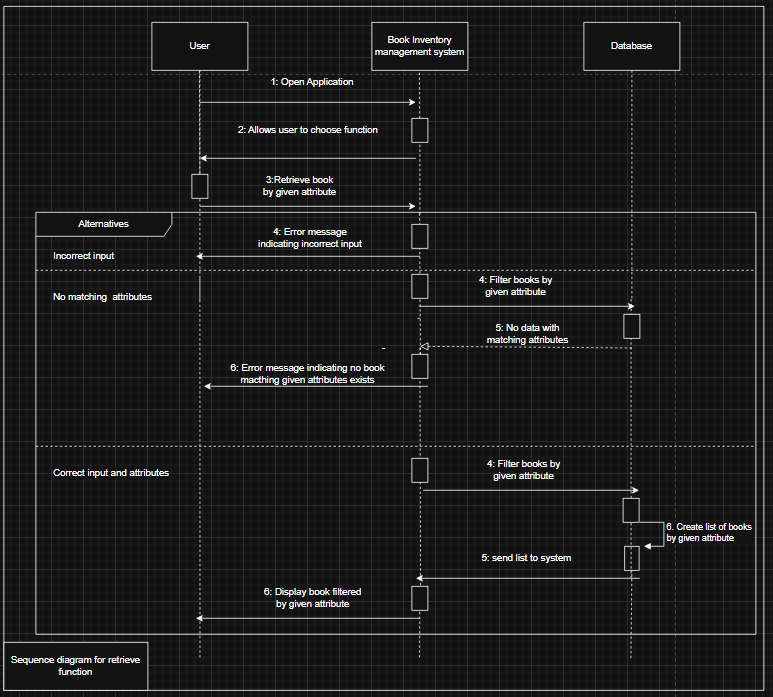 User
Book Inventory
management system
Database
1: Open Application
2: Allows user to choose function
3:Retrieve book
by given attribute
Alternatives
4: Error message
indicating incorrect input
Incorrect input
4: Filter books by
given attribute
No matching attributes
5: No data with
matching attributes
6: Error message indicating no book
macthing given attributes exists
4: Filter books by
given attribute
Correct input and attributes
6. Create list of books
by given attribute
5: send list to system
6: Display book filtered
by given attribute
Sequence diagram for retrieve
function